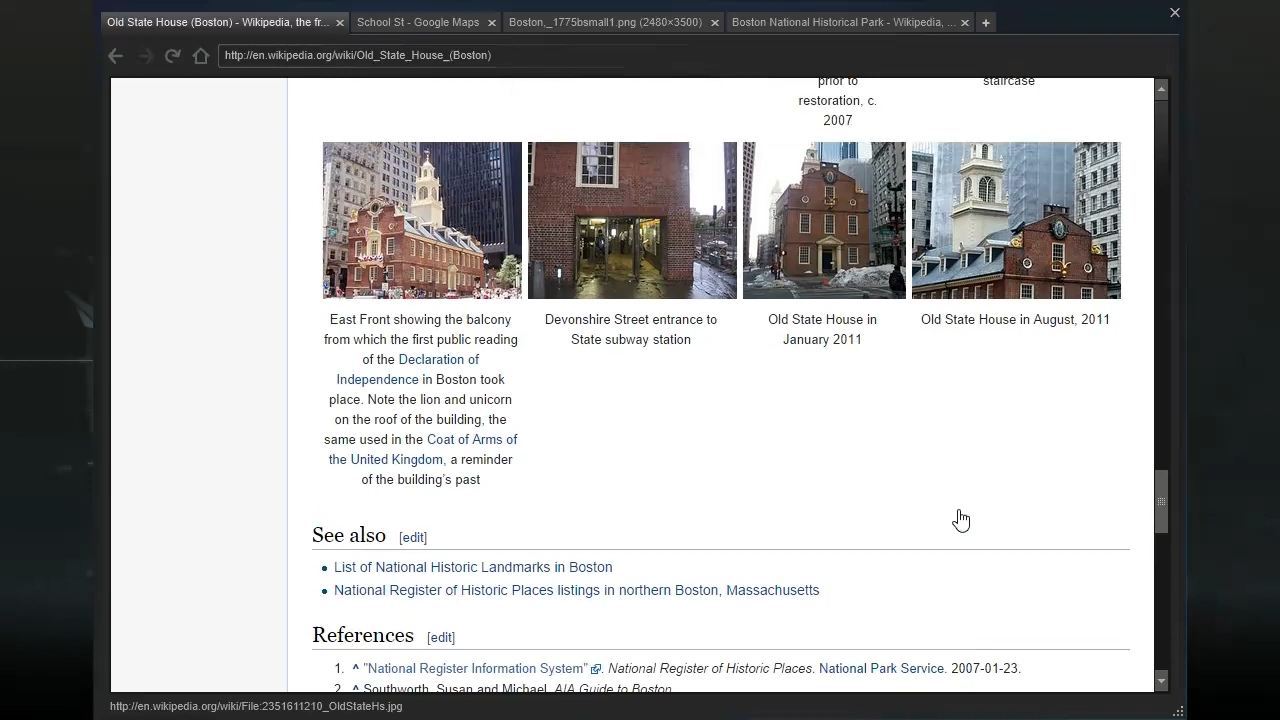 Old State House (Boston) - Wikipedia, the fr...
School St - Google Maps
Boston,_1775bsmall1.png (2480×3500)
Boston National Historical Park - Wikipedia, ...
http://en.wikipedia.org/wiki/Old_State_House_(Boston)
prior to
restoration, c.
2007
staircase
East Front showing the balcony
from which the first public reading
of the Declaration of
Independence in Boston took
place. Note the lion and unicorn
on the roof of the building, the
same used in the Coat of Arms of
the United Kingdom, a reminder
of the building's past
Devonshire Street entrance to
State subway station
Old State House in
January 2011
Old State House in August, 2011
See also [edit]
List of National Historic Landmarks in Boston
National Register of Historic Places listings in northern Boston, Massachusetts
References [edit]
1. ^ "National Register Information System". National Register of Historic Places. National Park Service. 2007-01-23.
2. ^ Southworth, Susan and Michael. AIA Guide to Boston
http://en.wikipedia.org/wiki/File:2351611210_OldStateHs.jpg